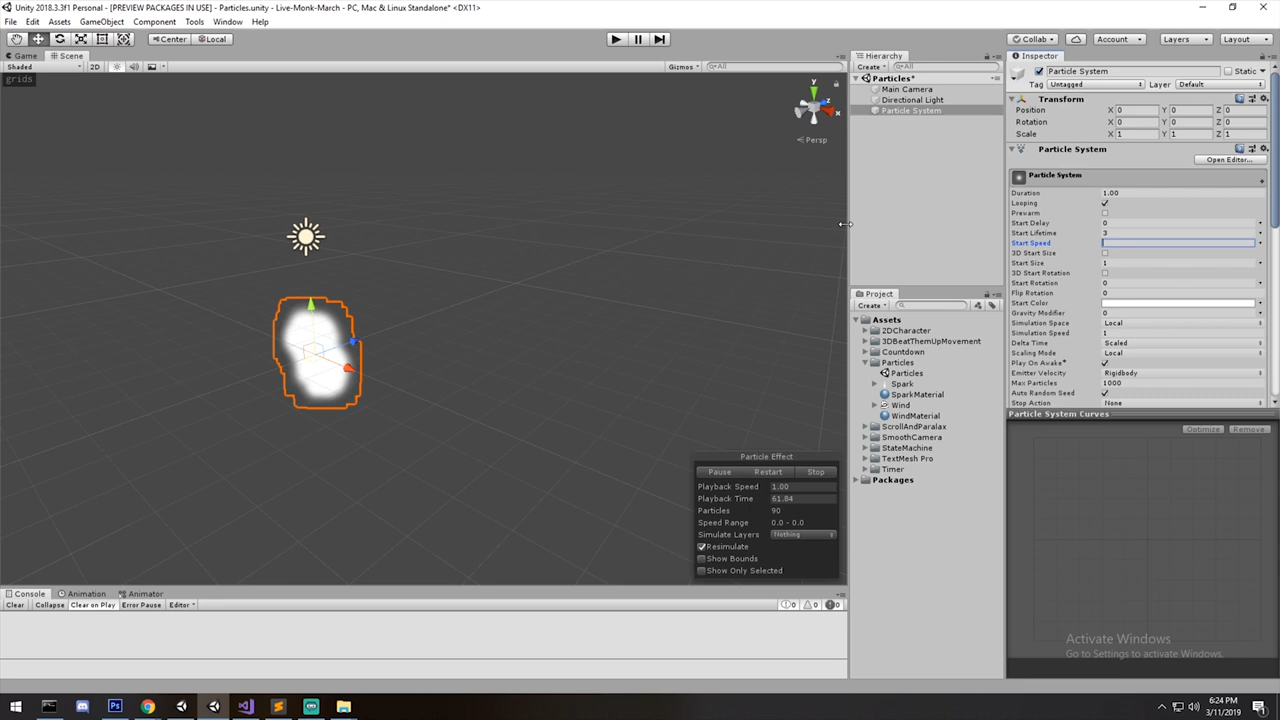 Unity 2018.3.3f1 Personal - [PREVIEW PACKAGES IN USE] - Particles.unity - Live-Monk-March - PC, Mac & Linux Standalone* <DX11>
File Edit Assets GameObject Component Tools Window Help
Center Local Collab Account Layers Layout
Game Scene
Shaded 2D Gizmos All
grids
y
z
x
Persp
Particle Effect
Pause Restart Stop
Playback Speed 1.00
Playback Time 61.84
Particles 90
Speed Range 0.0 - 0.0
Simulate Layers Nothing
Resimulate
Show Bounds
Show Only Selected
Console Animation Animator
Clear Collapse Clear on Play Error Pause Editor 0 0 0
Hierarchy
Create All
Particles*
Main Camera
Directional Light
Particle System
Project
Create
Assets
2DCharacter
3DBeatThemUpMovement
Countdown
Particles
Particles
Spark
SparkMaterial
Wind
WindMaterial
ScrollAndParalax
SmoothCamera
StateMachine
TextMesh Pro
Timer
Packages
Inspector
Particle System Static
Tag Untagged Layer Default
Transform
Position X 0 Y 0 Z 0
Rotation X 0 Y 0 Z 0
Scale X 1 Y 1 Z 1
Particle System
Open Editor...
Particle System
Duration 1.00
Looping
Prewarm
Start Delay 0
Start Lifetime 3
Start Speed
3D Start Size
Start Size 1
3D Start Rotation
Start Rotation 0
Flip Rotation 0
Start Color
Gravity Modifier 0
Simulation Space Local
Simulation Speed 1
Delta Time Scaled
Scaling Mode Local
Play On Awake*
Emitter Velocity Rigidbody
Max Particles 1000
Auto Random Seed
Stop Action None
Particle System Curves
Optimize Remove
Activate Windows
Go to Settings to activate Windows.
6:24 PM
3/11/2019